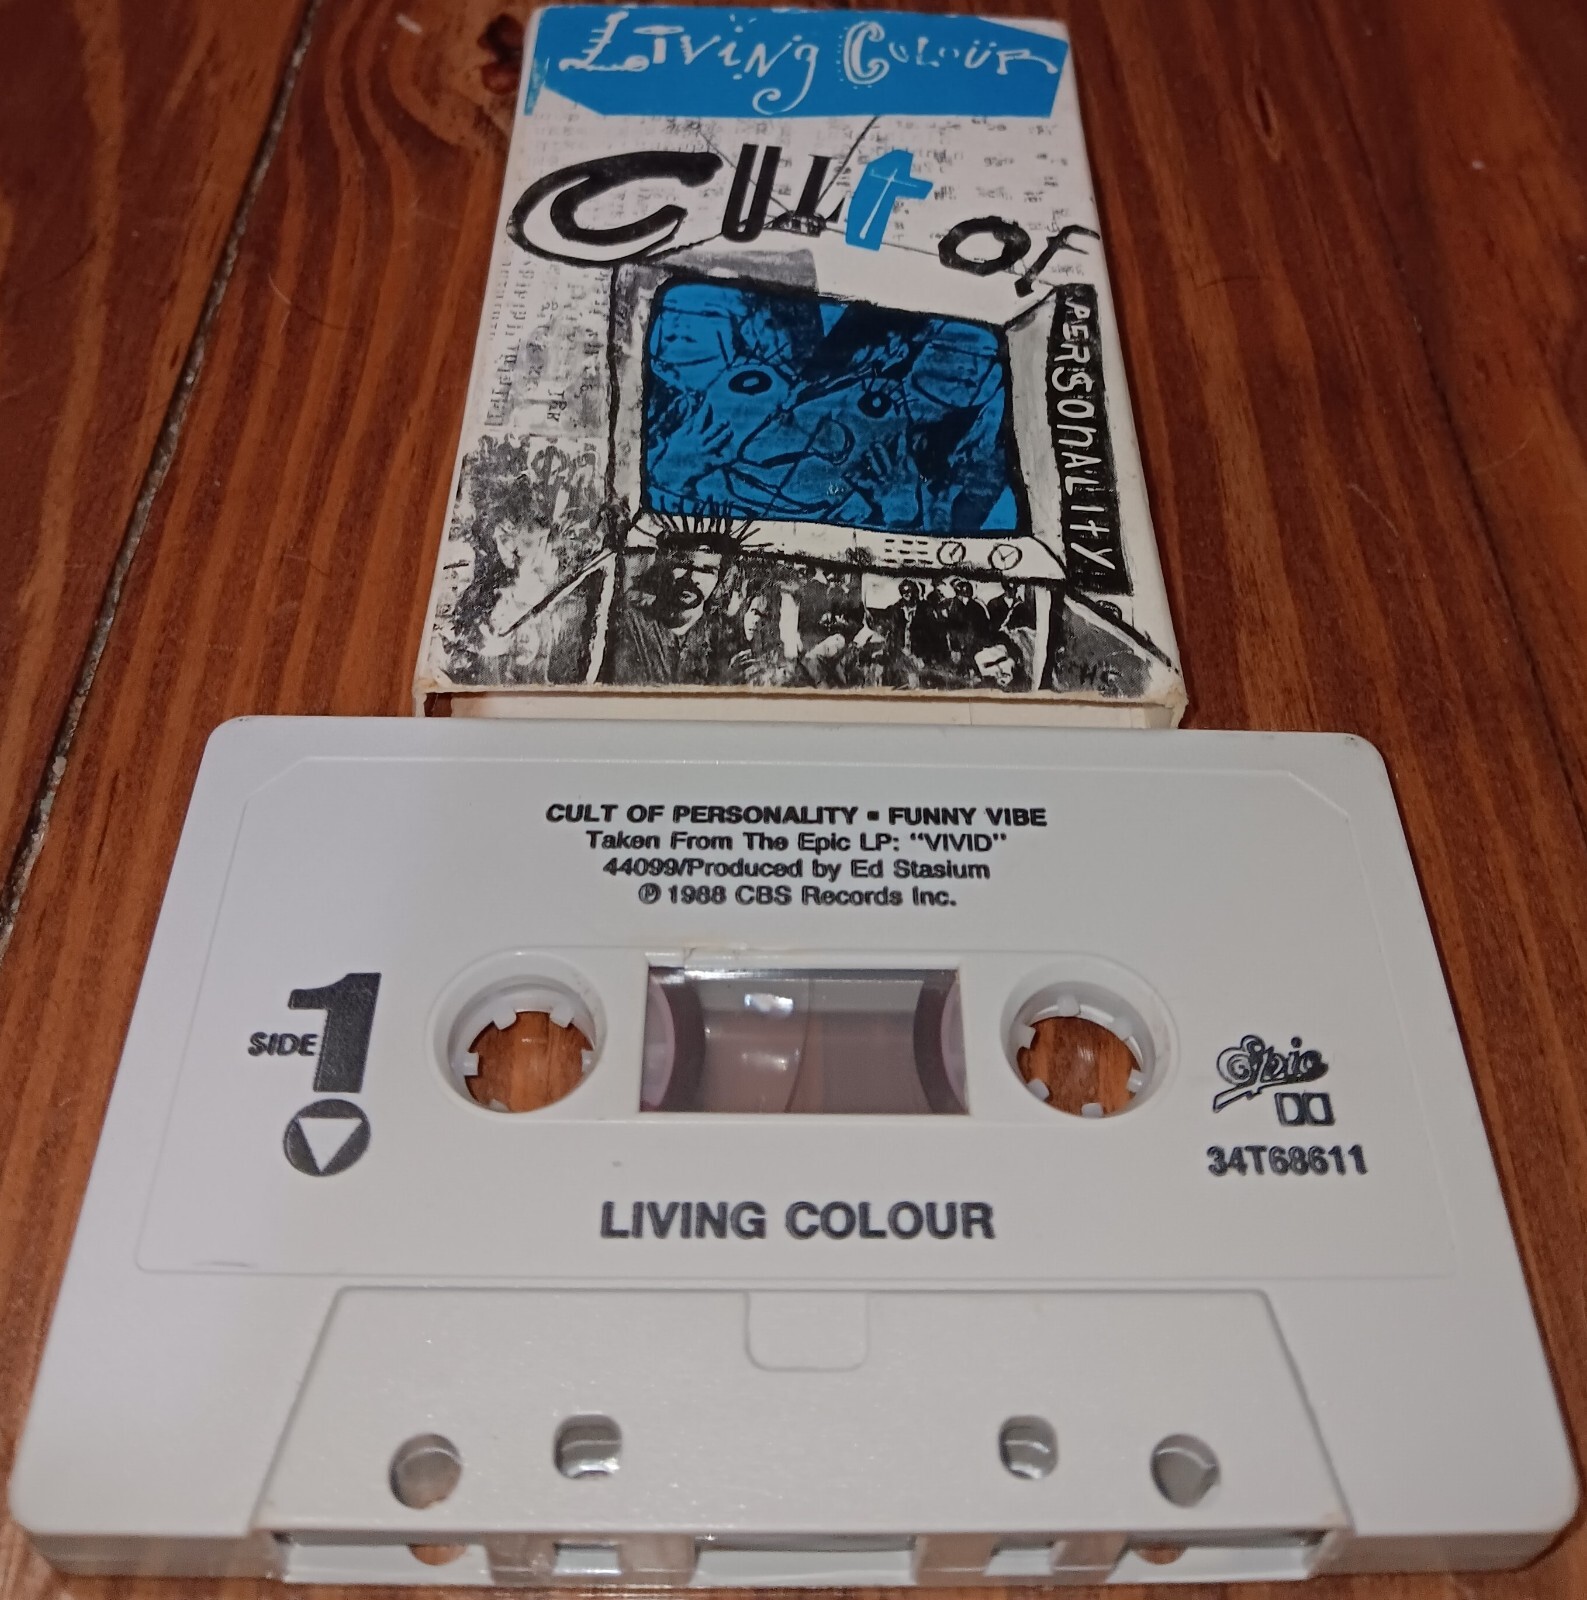 Living Colour
CULt of
PERSOnALItY
HC
CULT OF PERSONALITY ▪ FUNNY VIBE
Taken From The Epic LP: “VIVID”
44099/Produced by Ed Stasium
℗ 1988 CBS Records Inc.
SIDE 1
Epic
34T68611
LIVING COLOUR